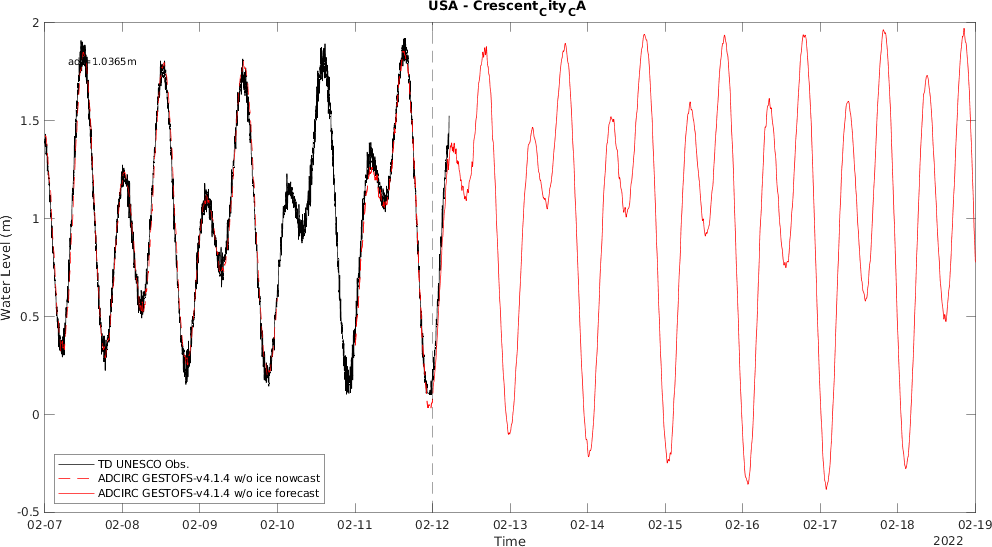 USA - Crescent_City_CA
2
1.5
1
0.5
0
-0.5
Water Level (m)
adj=1.0365m
TD UNESCO Obs.
ADCIRC GESTOFS-v4.1.4 w/o ice nowcast
ADCIRC GESTOFS-v4.1.4 w/o ice forecast
02-07 02-08 02-09 02-10 02-11 02-12 02-13 02-14 02-15 02-16 02-17 02-18 02-19
Time
2022